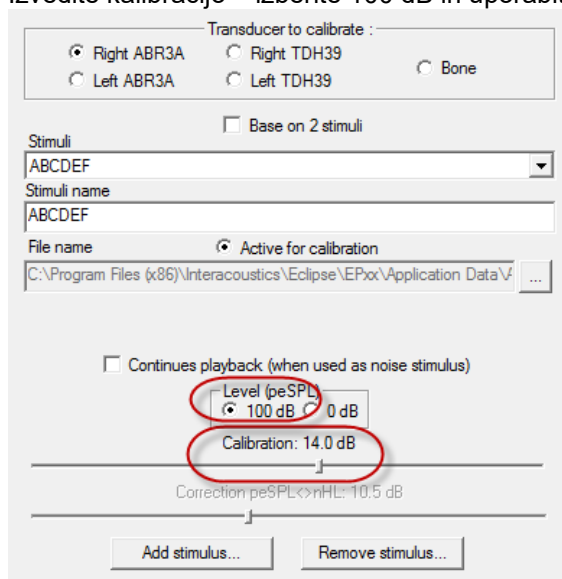 Izvedite kalibracijo – izberite 100 dB in uporabi
Transducer to calibrate :
Right ABR3A Right TDH39
Bone
Left ABR3A Left TDH39
Base on 2 stimuli
Stimuli
ABCDEF
Stimuli name
ABCDEF
File name Active for calibration
C:\Program Files (x86)\Interacoustics\Eclipse\EPxx\Application Data\ ...
Continues playback (when used as noise stimulus)
Level (peSPL)
100 dB 0 dB
Calibration: 14.0 dB
Correction peSPL<>nHL: 10.5 dB
Add stimulus... Remove stimulus...